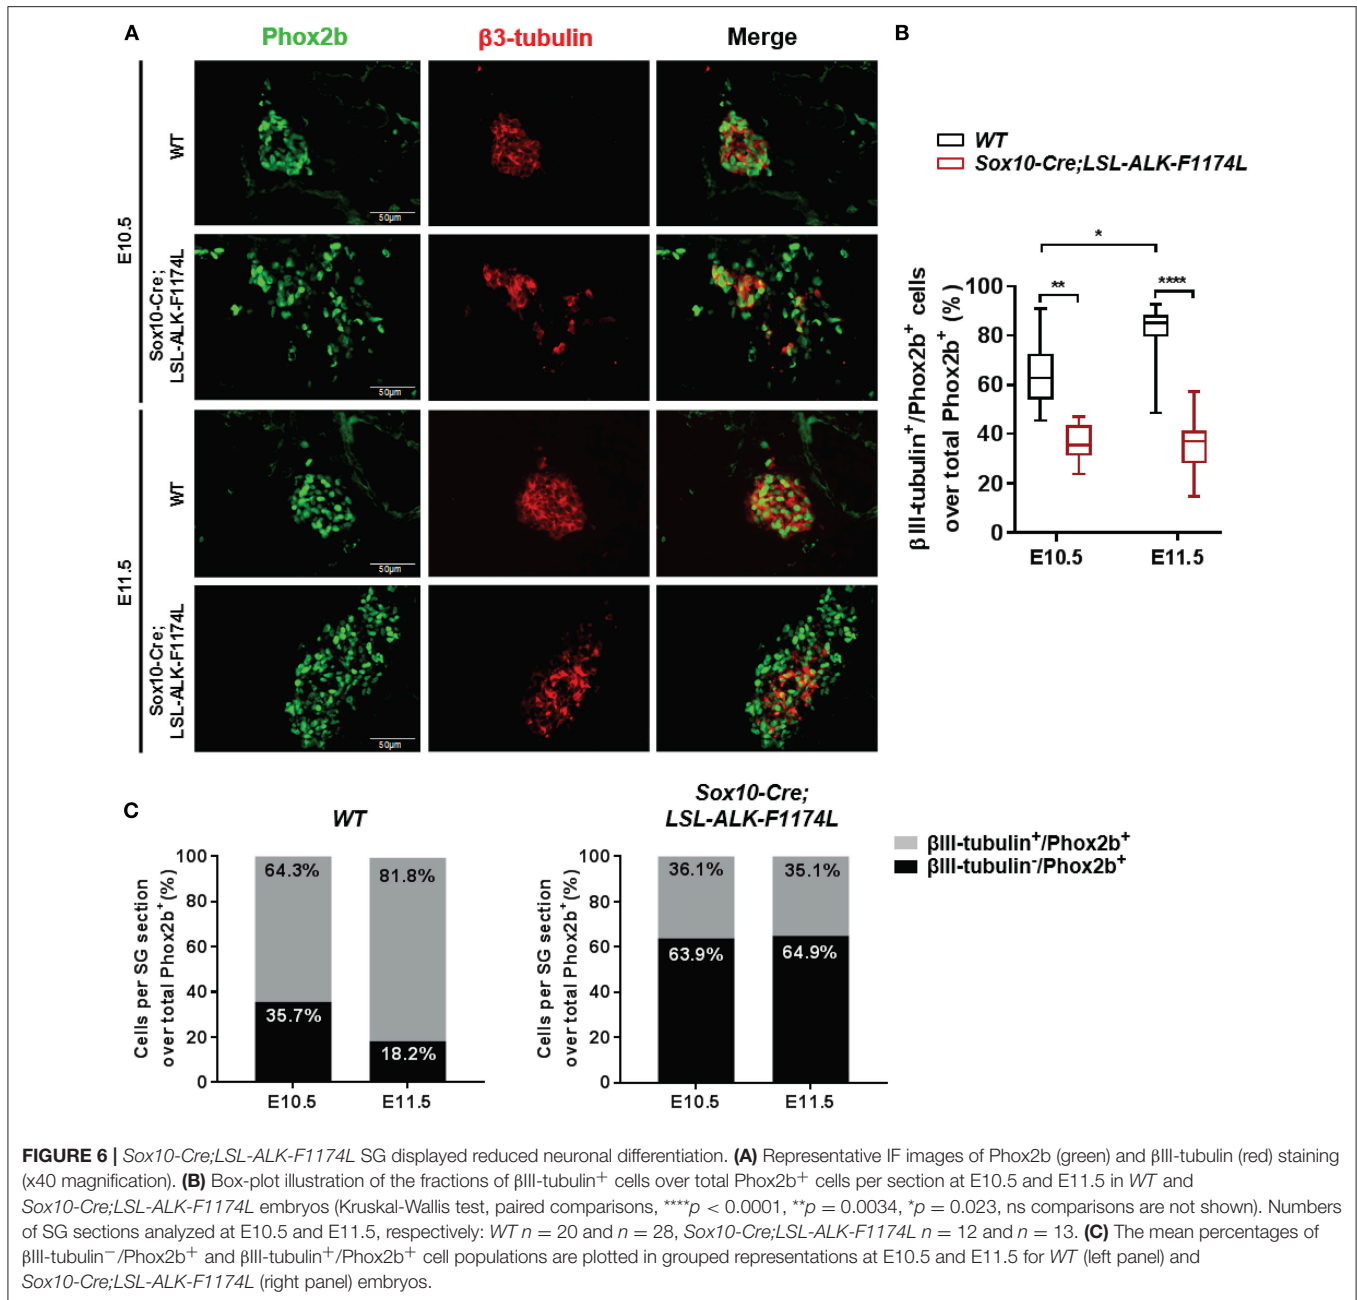 A
Phox2b
β3-tubulin
Merge
E10.5
WT
50µm
Sox10-Cre;
LSL-ALK-F1174L
50µm
E11.5
WT
50µm
Sox10-Cre;
LSL-ALK-F1174L
50µm
B
WT
Sox10-Cre;LSL-ALK-F1174L
βIII-tubulin⁺/Phox2b⁺ cells
over total Phox2b⁺ (%)
*
** ****
100
80
60
40
20
0
E10.5 E11.5
C
WT
Cells per SG section
over total Phox2b⁺(%)
100
80
60
40
20
0
64.3% 81.8%
35.7% 18.2%
E10.5 E11.5
Sox10-Cre;
LSL-ALK-F1174L
Cells per SG section
over total Phox2b⁺(%)
100
80
60
40
20
0
36.1% 35.1%
63.9% 64.9%
E10.5 E11.5
βIII-tubulin⁺/Phox2b⁺
βIII-tubulin⁻/Phox2b⁺
FIGURE 6 | Sox10-Cre;LSL-ALK-F1174L SG displayed reduced neuronal differentiation. (A) Representative IF images of Phox2b (green) and βIII-tubulin (red) staining
(x40 magnification). (B) Box-plot illustration of the fractions of βIII-tubulin⁺ cells over total Phox2b⁺ cells per section at E10.5 and E11.5 in WT and
Sox10-Cre;LSL-ALK-F1174L embryos (Kruskal-Wallis test, paired comparisons, ****p < 0.0001, **p = 0.0034, *p = 0.023, ns comparisons are not shown). Numbers
of SG sections analyzed at E10.5 and E11.5, respectively: WT n = 20 and n = 28, Sox10-Cre;LSL-ALK-F1174L n = 12 and n = 13. (C) The mean percentages of
βIII-tubulin⁻/Phox2b⁺ and βIII-tubulin⁺/Phox2b⁺ cell populations are plotted in grouped representations at E10.5 and E11.5 for WT (left panel) and
Sox10-Cre;LSL-ALK-F1174L (right panel) embryos.